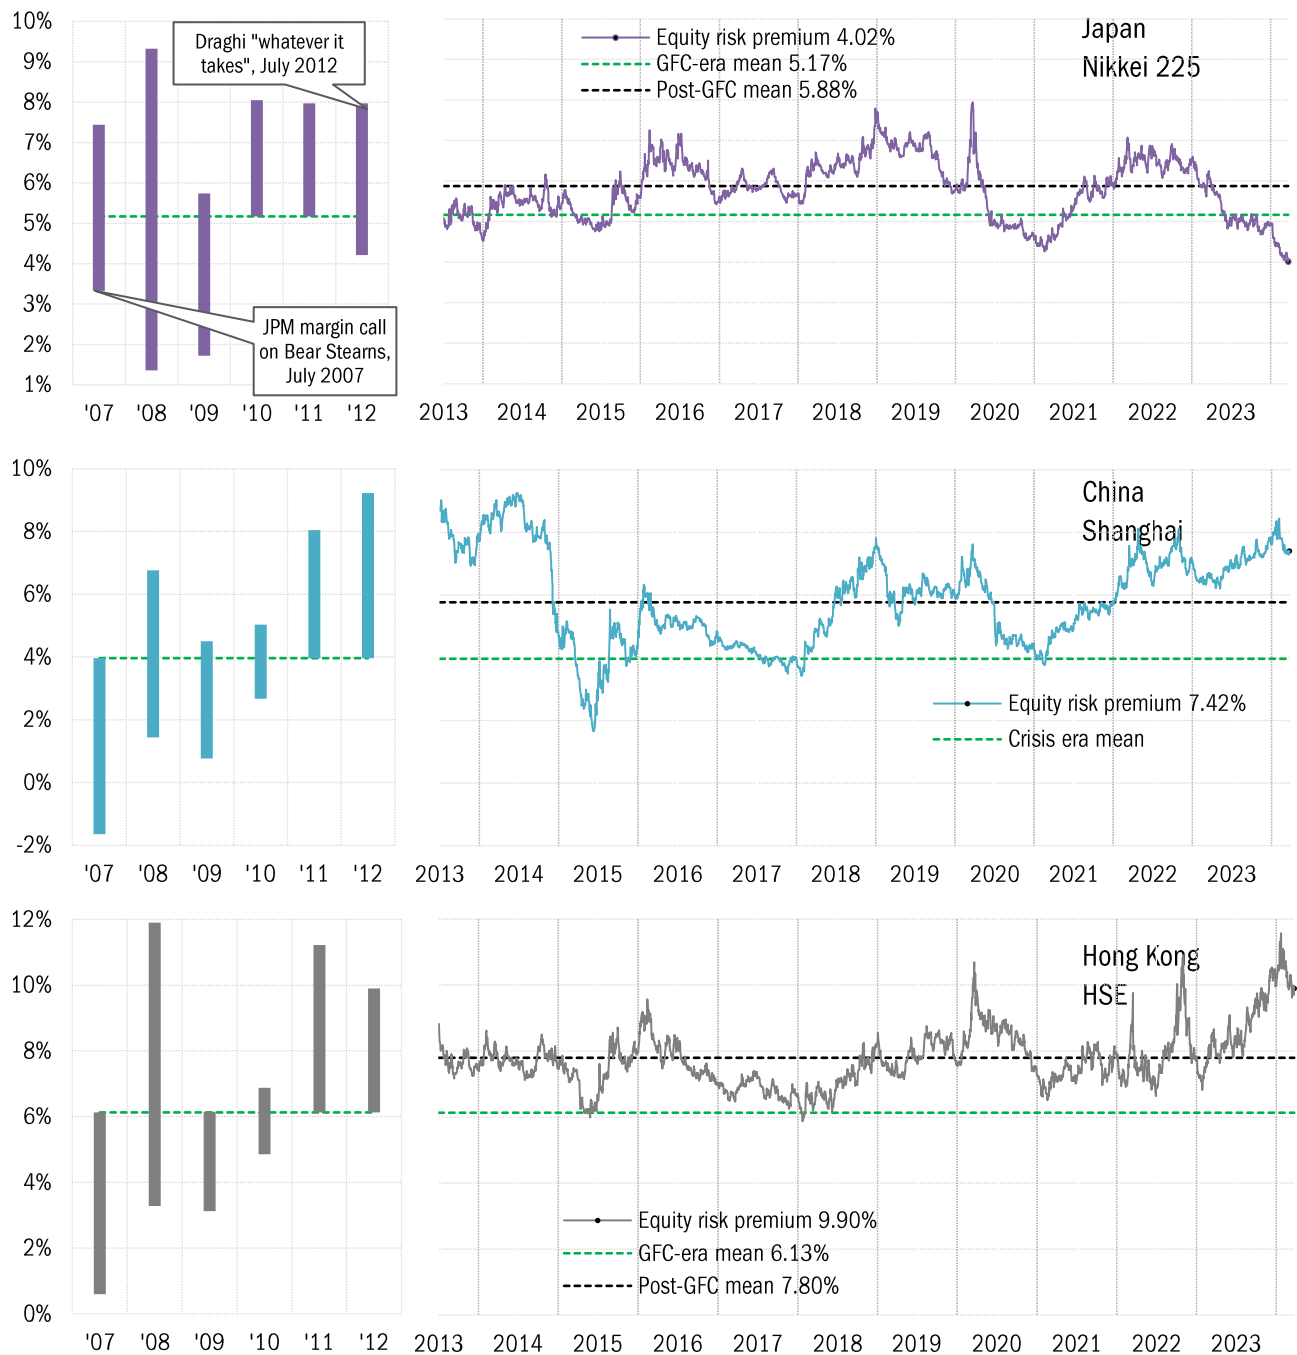 10%
9%
8%
7%
6%
5%
4%
3%
2%
1%
Draghi "whatever it
takes", July 2012
JPM margin call
on Bear Stearns,
July 2007
'07 '08 '09 '10 '11 '12
Equity risk premium 4.02%
GFC-era mean 5.17%
Post-GFC mean 5.88%
Japan
Nikkei 225
2013 2014 2015 2016 2017 2018 2019 2020 2021 2022 2023
10%
8%
6%
4%
2%
0%
-2%
'07 '08 '09 '10 '11 '12
China
Shanghai
Equity risk premium 7.42%
Crisis era mean
2013 2014 2015 2016 2017 2018 2019 2020 2021 2022 2023
12%
10%
8%
6%
4%
2%
0%
'07 '08 '09 '10 '11 '12
Hong Kong
HSE
Equity risk premium 9.90%
GFC-era mean 6.13%
Post-GFC mean 7.80%
2013 2014 2015 2016 2017 2018 2019 2020 2021 2022 2023